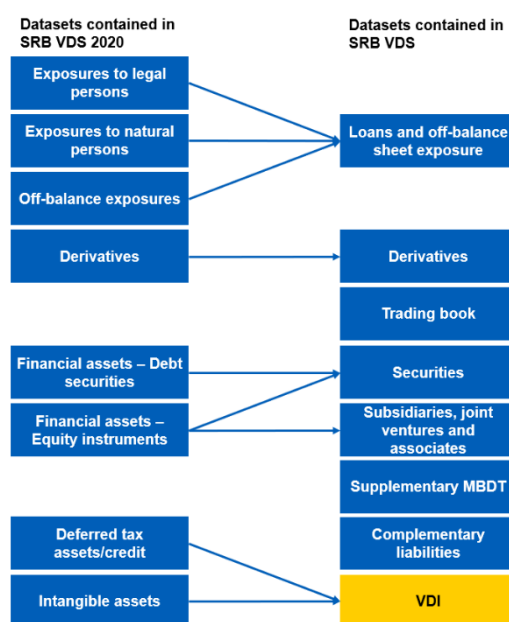 Datasets contained in
SRB VDS 2020
Datasets contained in
SRB VDS
Exposures to legal
persons
Exposures to natural
persons
Loans and off-balance
sheet exposure
Off-balance exposures
Derivatives
Derivatives
Trading book
Financial assets – Debt
securities
Securities
Financial assets –
Equity instruments
Subsidiaries, joint
ventures and
associates
Supplementary MBDT
Deferred tax
assets/credit
Complementary
liabilities
Intangible assets
VDI